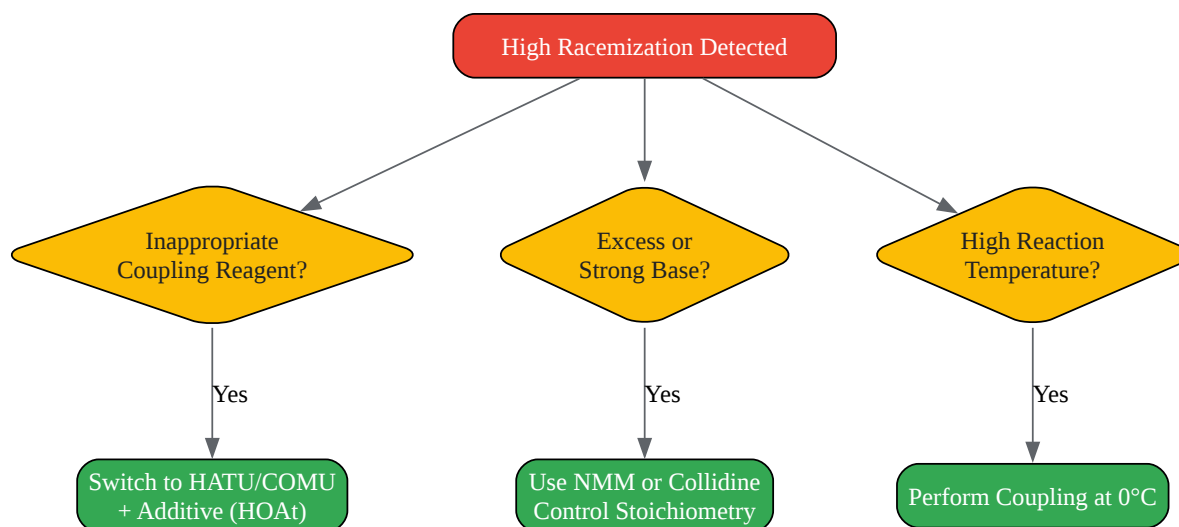 High Racemization Detected
Inappropriate
Coupling Reagent?
Excess or
Strong Base?
High Reaction
Temperature?
Yes
Yes
Yes
Switch to HATU/COMU
+ Additive (HOAt)
Use NMM or Collidine
Control Stoichiometry
Perform Coupling at 0°C